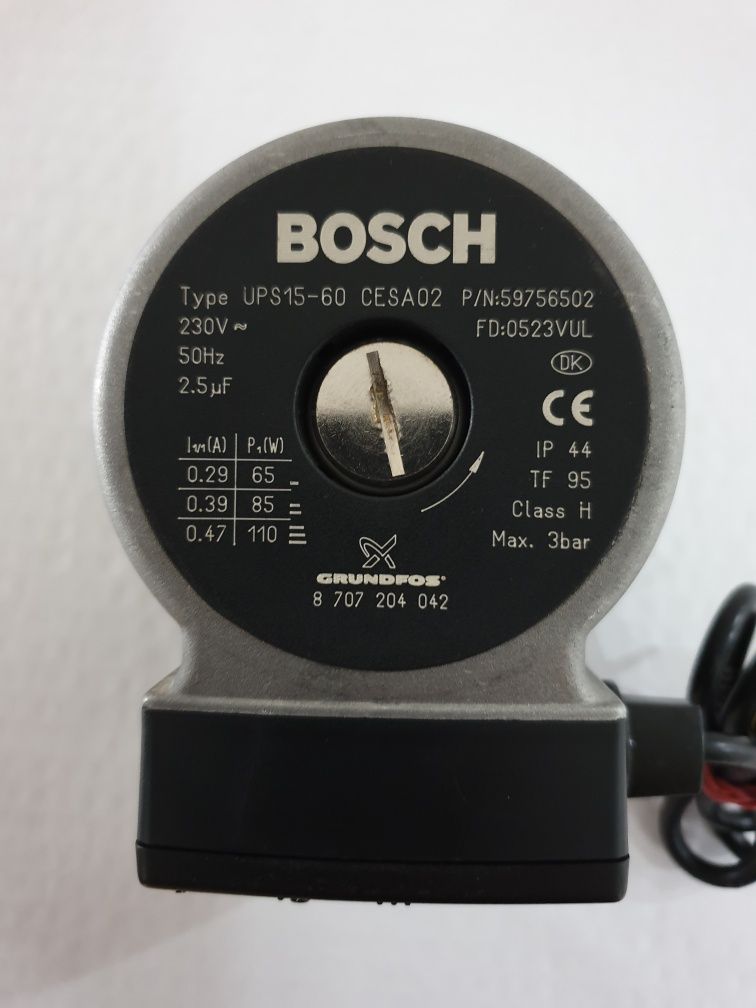 BOSCH
Type UPS15-60 CESA02 P/N:59756502
230V ≈ FD:0523VUL
50Hz DK
2.5µF CE
I₁/₁(A) P₁(W) IP 44
0.29 65 TF 95
0.39 85 Class H
0.47 110 Max. 3bar
GRUNDFOS
8 707 204 042